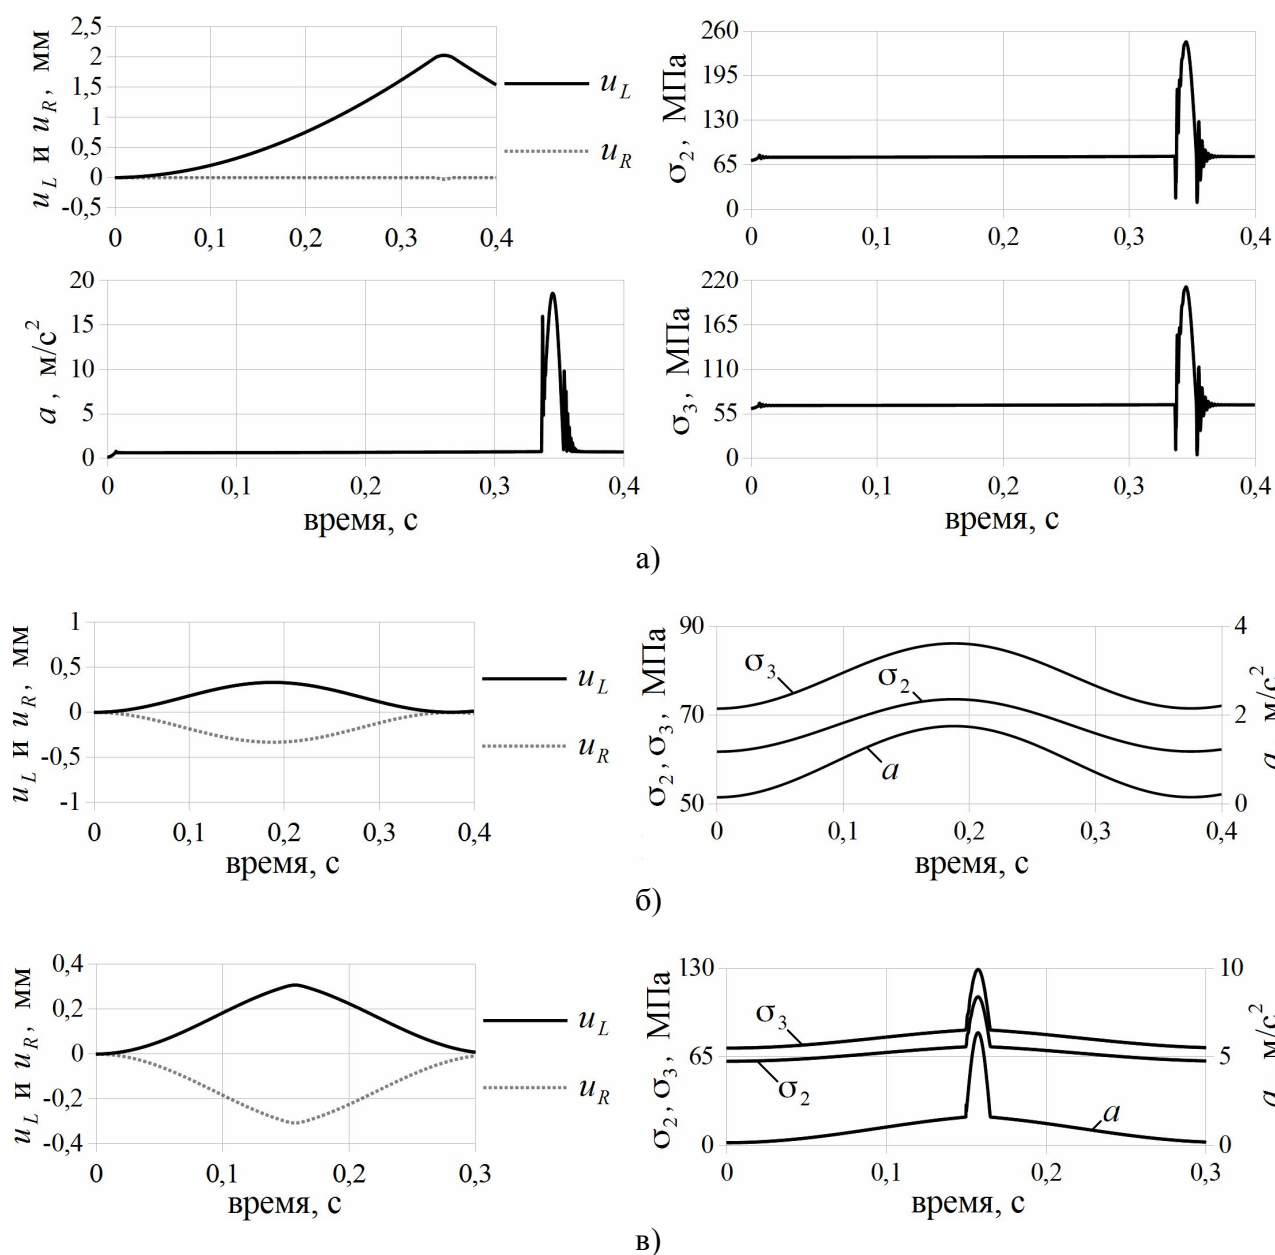 u_L и u_R, мм
2,5
2
1,5
1
0,5
0
-0,5
0 0,1 0,2 0,3 0,4
u_L
u_R
σ_2, МПа
260
195
130
65
0
0 0,1 0,2 0,3 0,4
a, м/с²
20
15
10
5
0
0 0,1 0,2 0,3 0,4
время, с
σ_3, МПа
220
165
110
55
0
0 0,1 0,2 0,3 0,4
время, с
а)
u_L и u_R, мм
1
0,5
0
-0,5
-1
0 0,1 0,2 0,3 0,4
время, с
u_L
u_R
σ_2, σ_3, МПа
90
70
50
σ_3
σ_2
a
4
2
0
a м/с²
0 0,1 0,2 0,3 0,4
время, с
б)
u_L и u_R, мм
0,4
0,2
0
-0,2
-0,4
0 0,1 0,2 0,3
время, с
u_L
u_R
σ_2, σ_3, МПа
130
65
0
σ_3
σ_2
a
10
5
0
a м/с²
0 0,1 0,2 0,3
время, с
в)